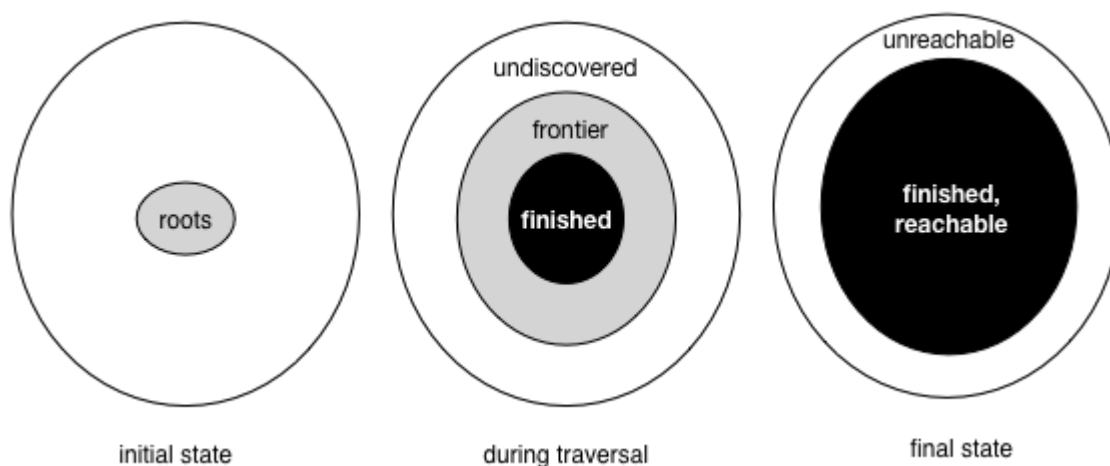 roots
initial state
undiscovered
frontier
finished
during traversal
unreachable
finished,
reachable
final state